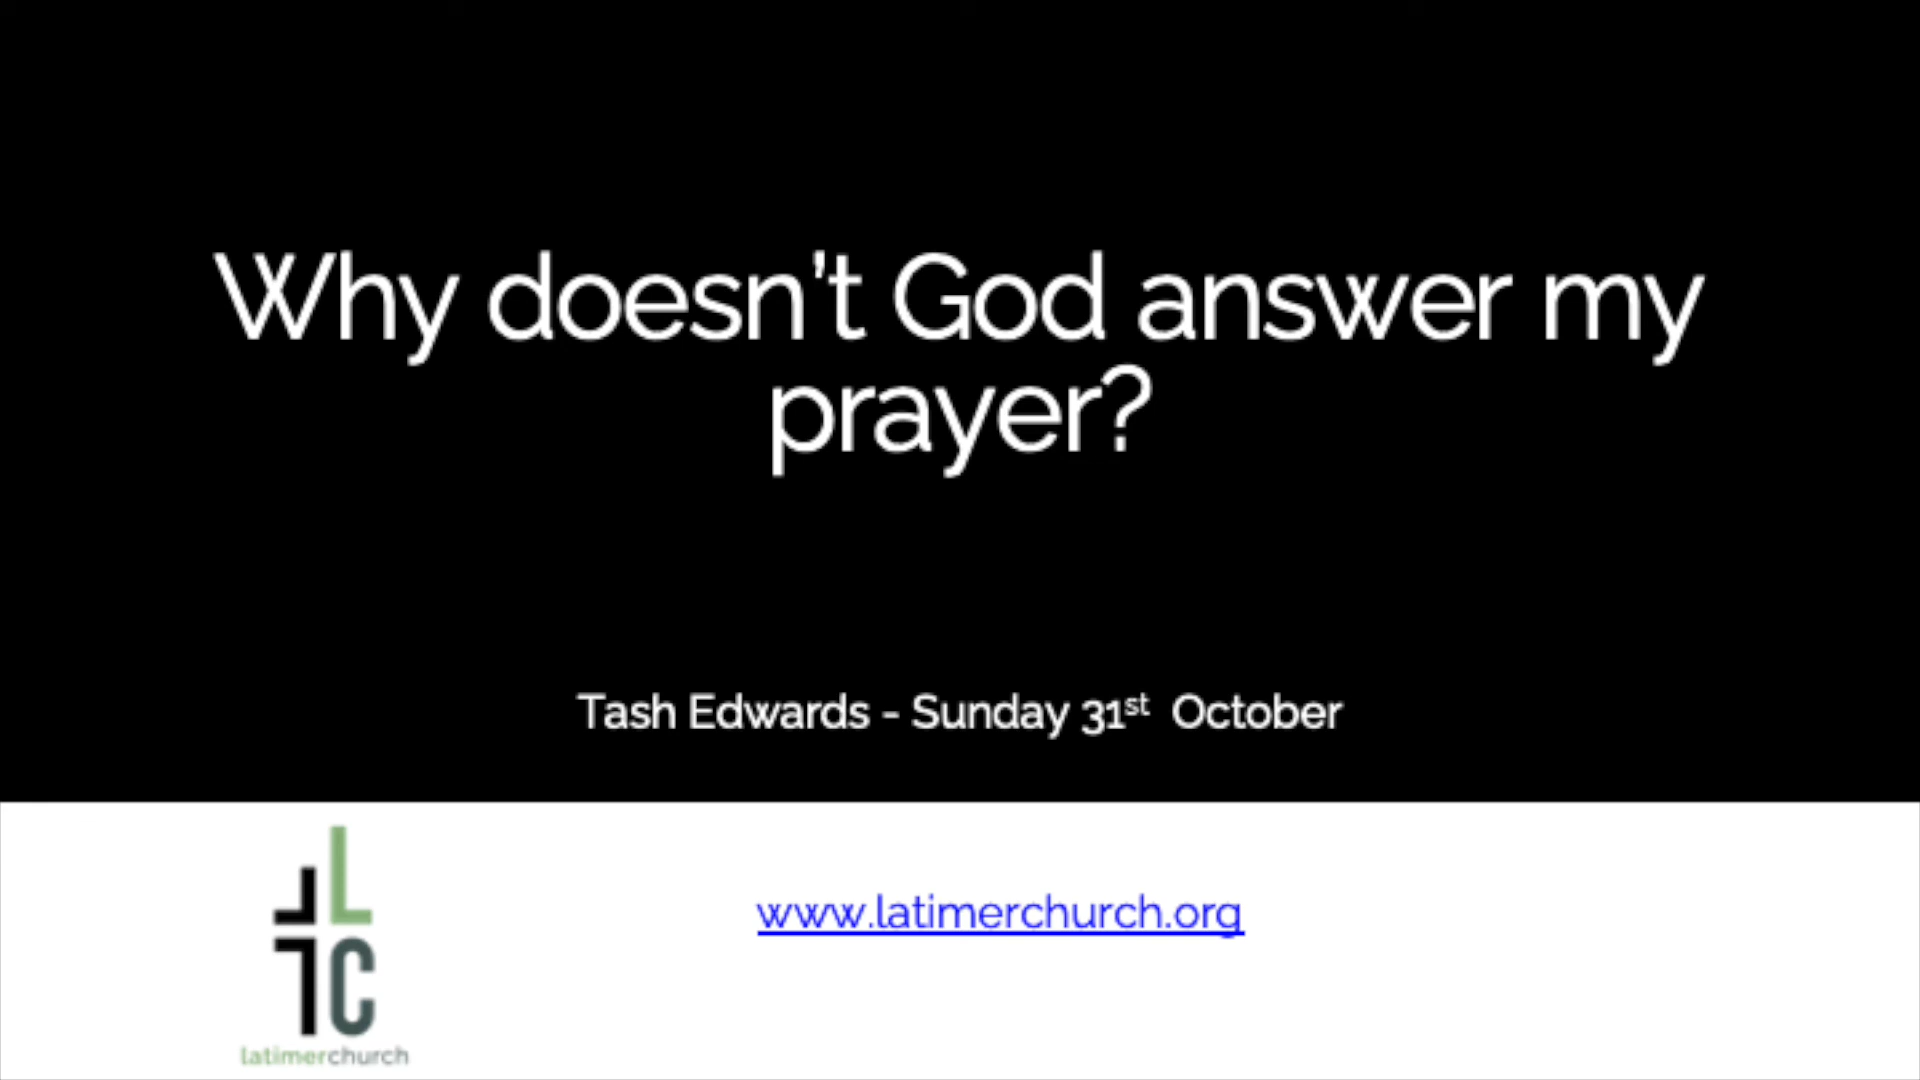 Why doesn’t God answer my
prayer?
Tash Edwards - Sunday 31st October
www.latimerchurch.org
L
C
latimerchurch